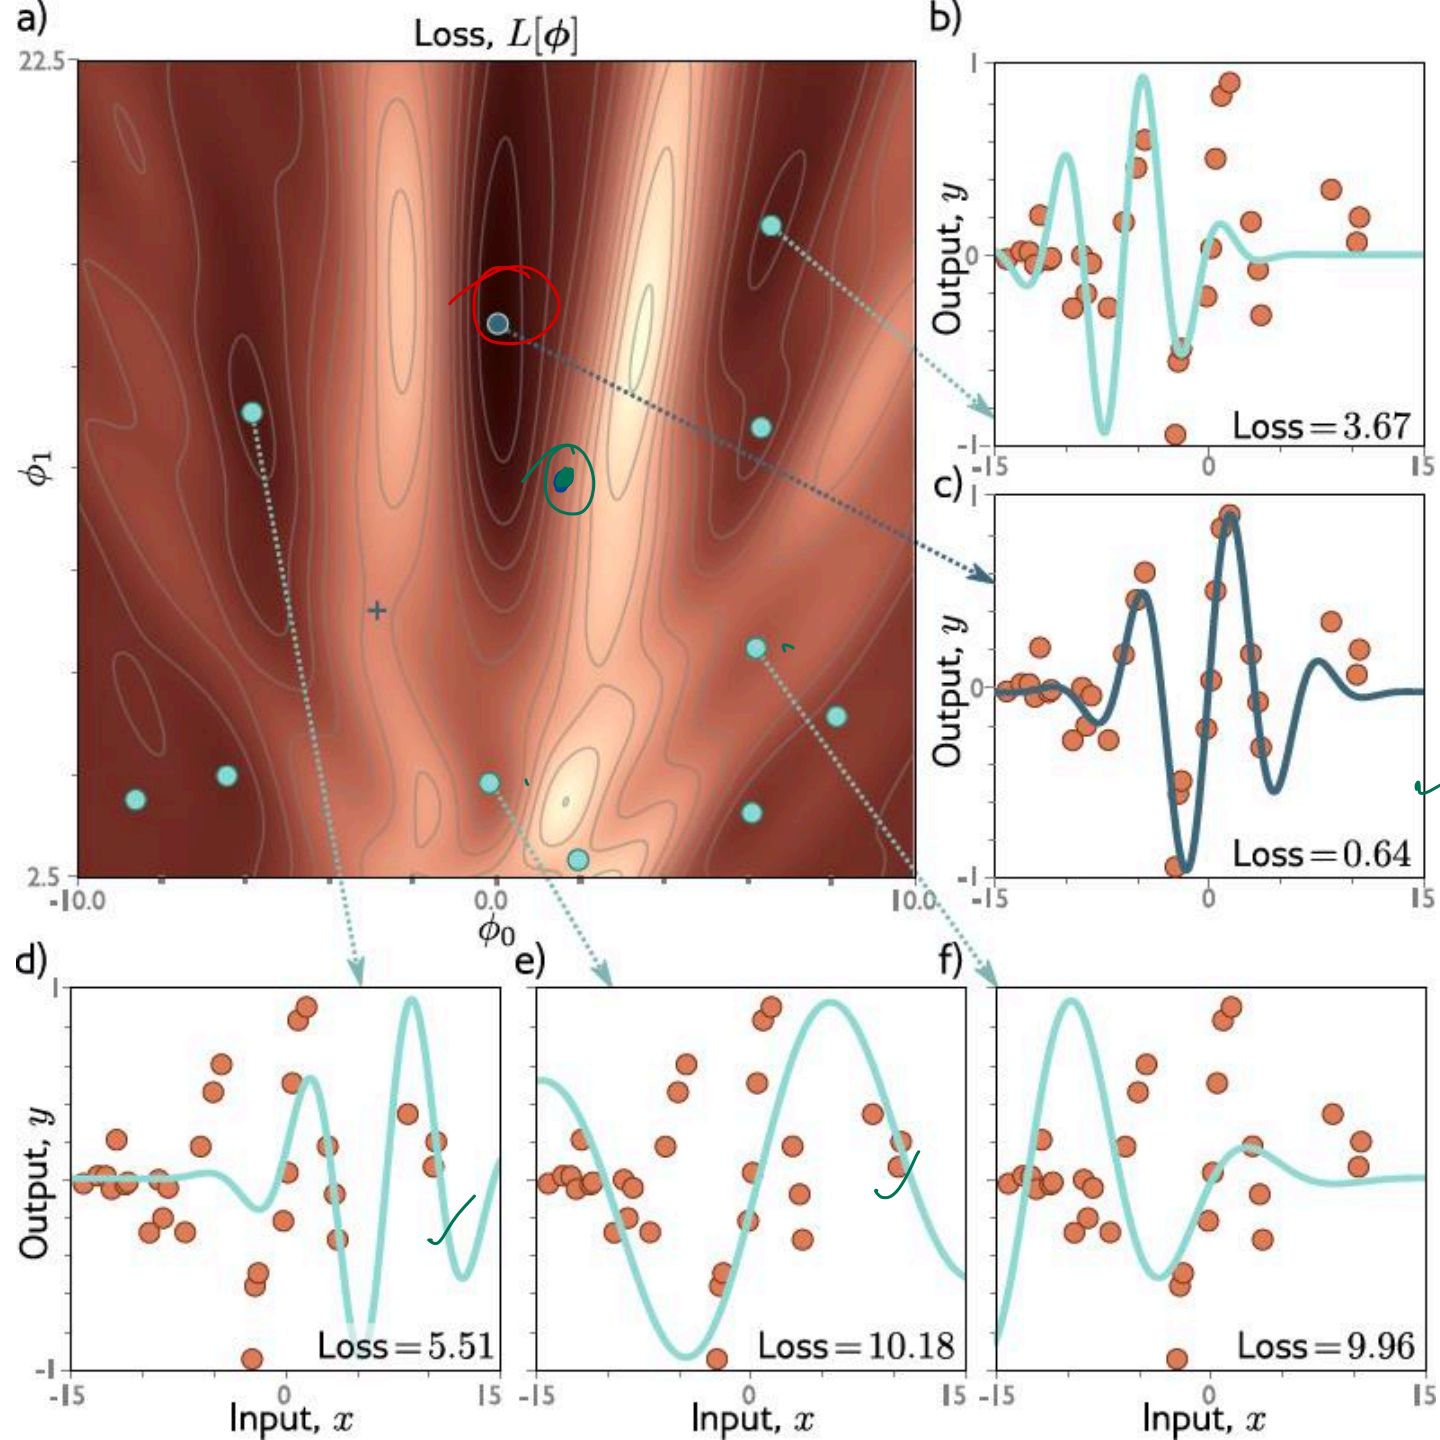 a)
Loss, L[ϕ]
22.5
ϕ₁
2.5
-10.0
0.0
10.0
ϕ₀
b)
1
Output, y
0
Loss=3.67
-1
-15
0
15
c)
1
Output, y
0
Loss=0.64
-1
-15
0
15
d)
1
Output, y
Loss=5.51
-1
-15
0
15
Input, x
e)
Loss=10.18
-15
0
15
Input, x
f)
Loss=9.96
-15
0
15
Input, x